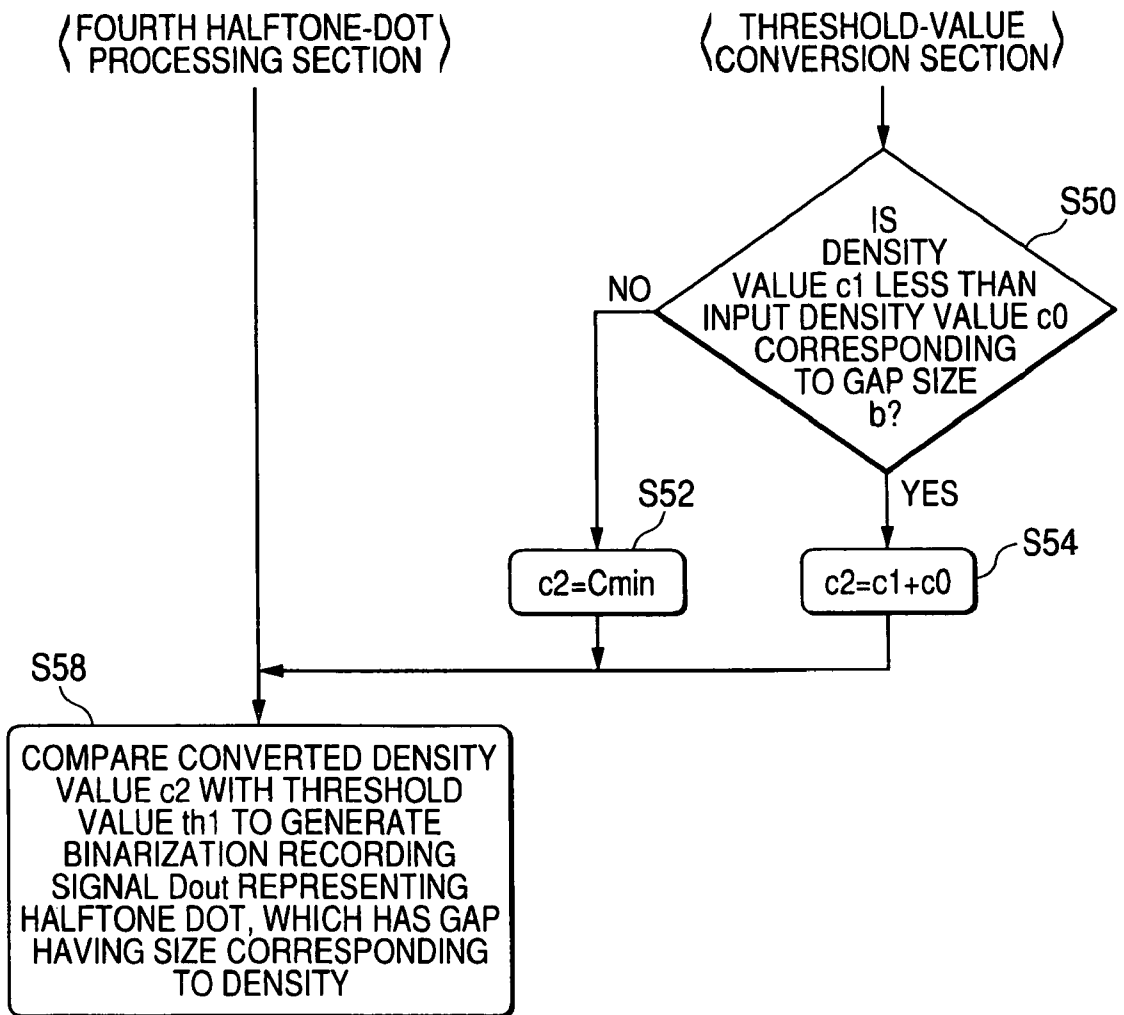 FOURTH HALFTONE-DOT
PROCESSING SECTION
THRESHOLD-VALUE
CONVERSION SECTION
S50
IS
DENSITY
VALUE c1 LESS THAN
INPUT DENSITY VALUE c0
CORRESPONDING
TO GAP SIZE
b?
NO
YES
S52
c2=Cmin
S54
c2=c1+c0
S58
COMPARE CONVERTED DENSITY
VALUE c2 WITH THRESHOLD
VALUE th1 TO GENERATE
BINARIZATION RECORDING
SIGNAL Dout REPRESENTING
HALFTONE DOT, WHICH HAS GAP
HAVING SIZE CORRESPONDING
TO DENSITY